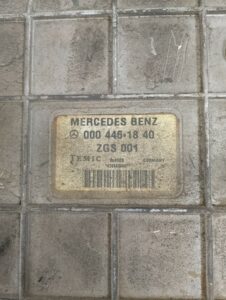 MERCEDES BENZ
000 446-18 40
ZGS 001
TEMIC GERMANY